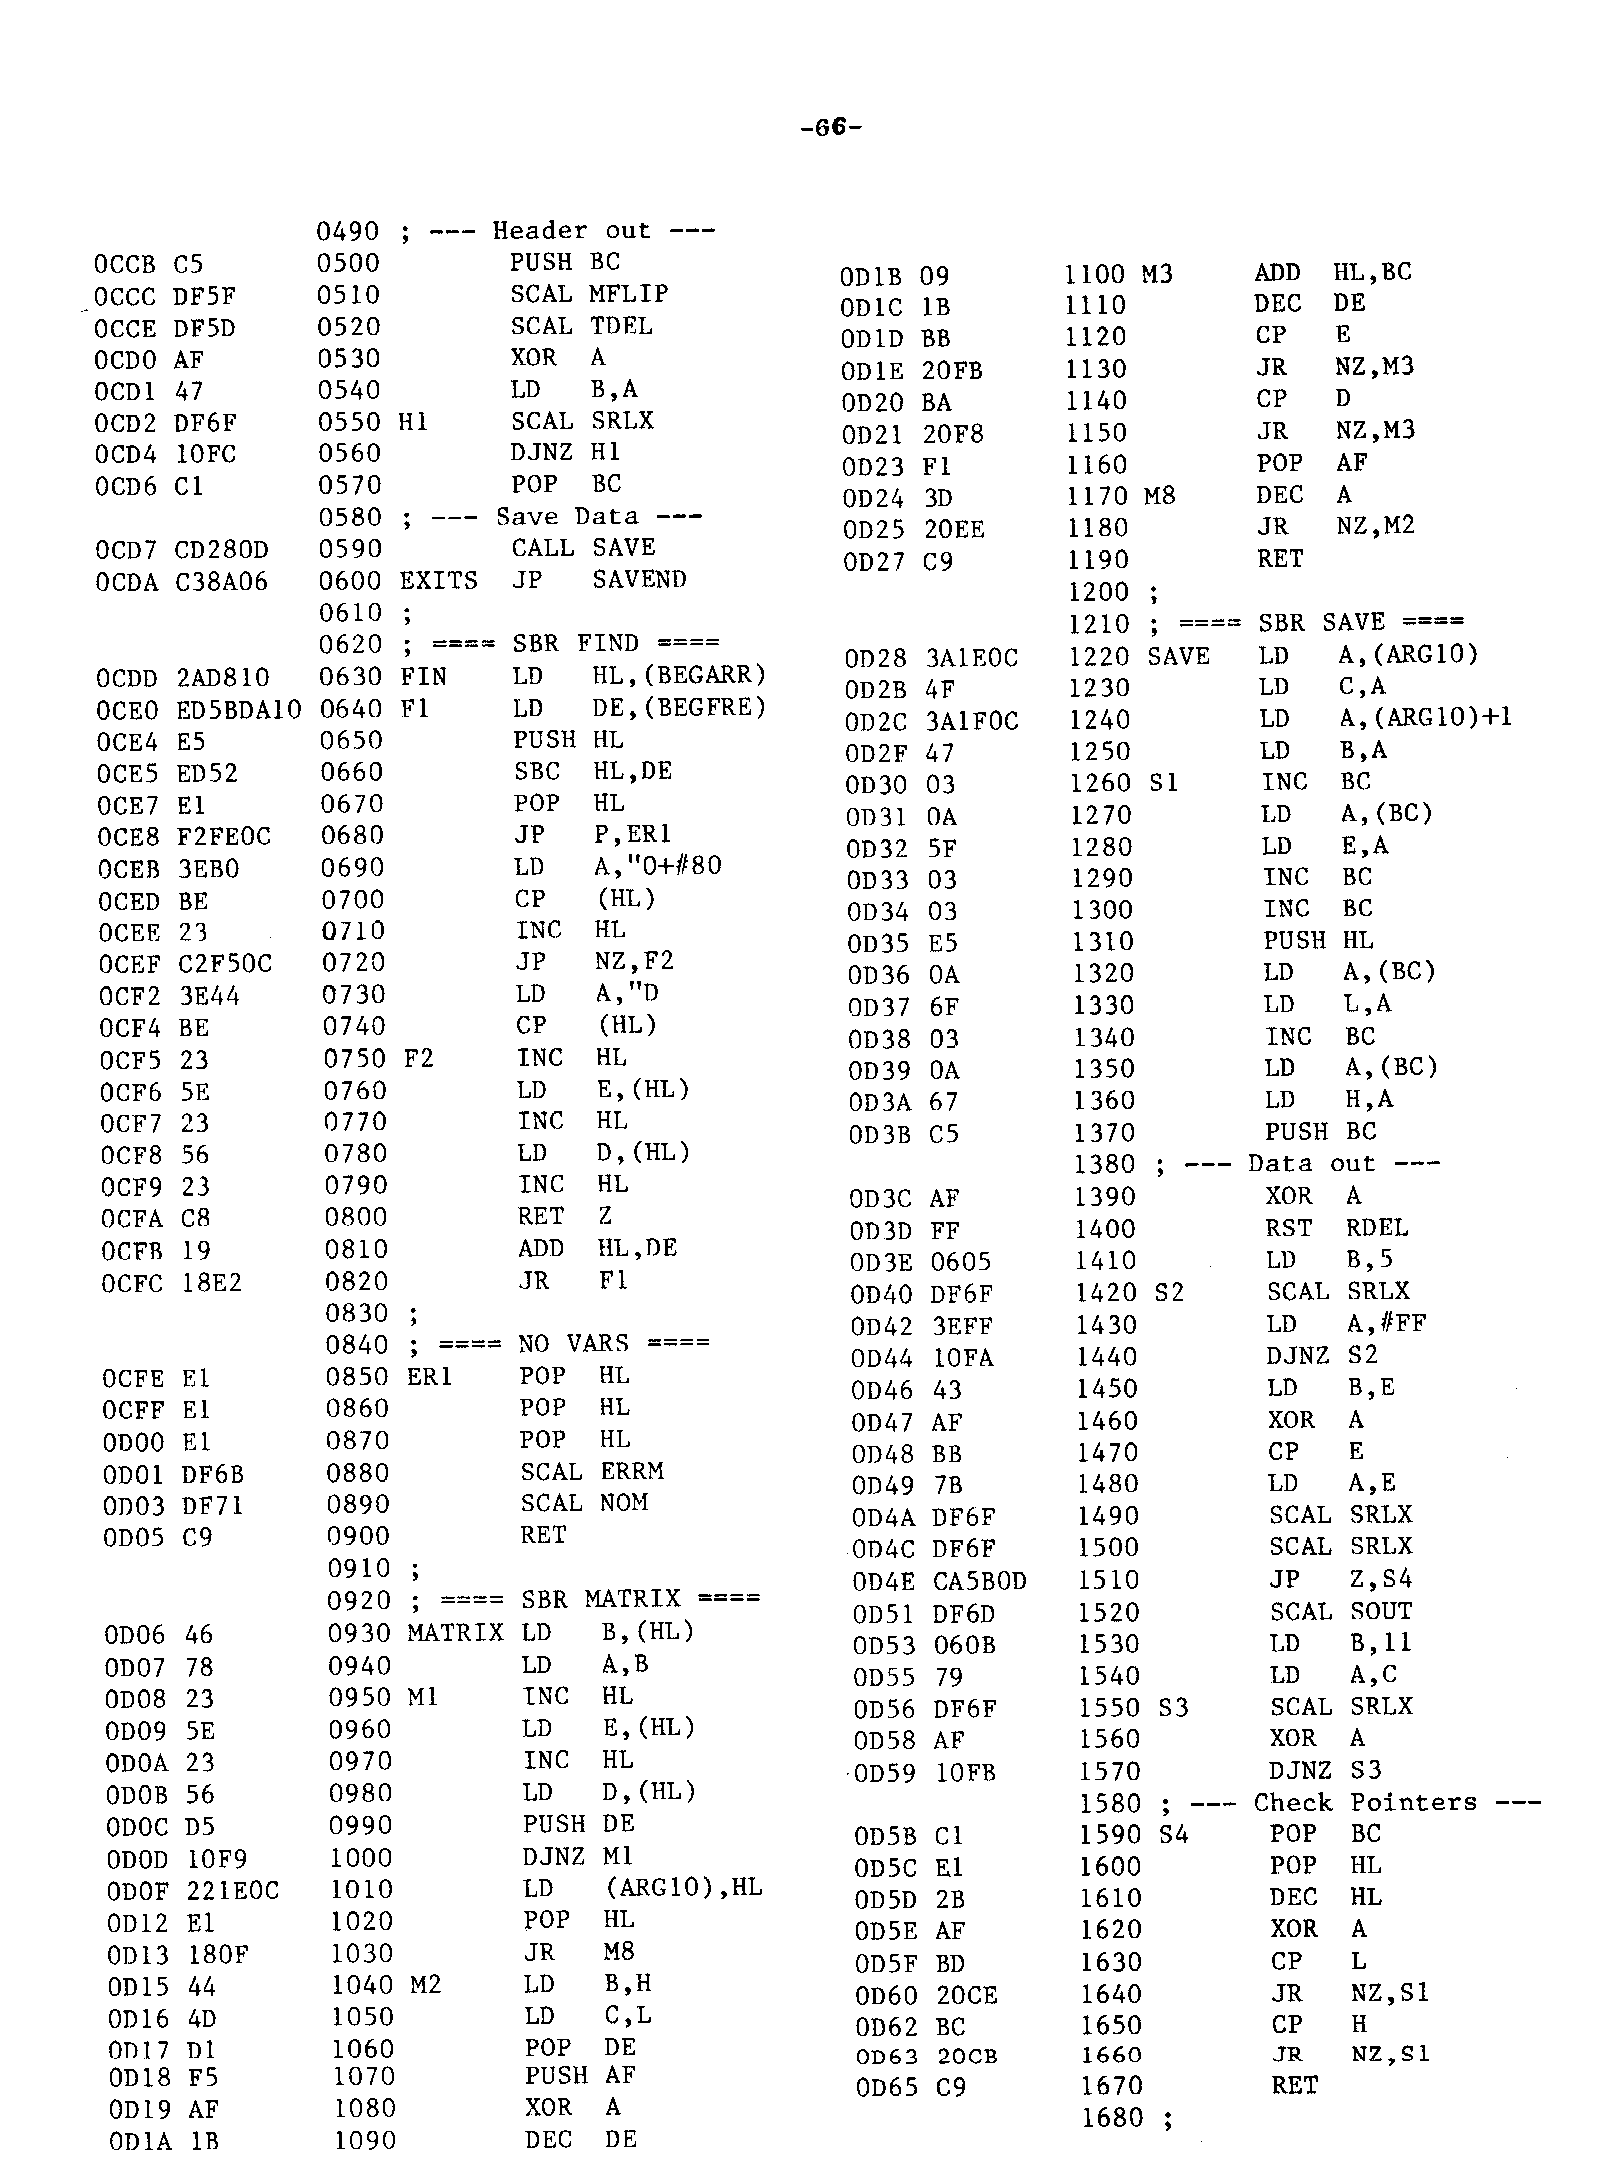 -66-
0490 ; --- Header out ---
0CCB C5 0500 PUSH BC
0CCC DF5F 0510 SCAL MFLIP
0CCE DF5D 0520 SCAL TDEL
0CD0 AF 0530 XOR A
0CD1 47 0540 LD B,A
0CD2 DF6F 0550 H1 SCAL SRLX
0CD4 10FC 0560 DJNZ H1
0CD6 C1 0570 POP BC
0580 ; --- Save Data ---
0CD7 CD280D 0590 CALL SAVE
0CDA C38A06 0600 EXITS JP SAVEND
0610 ;
0620 ; ==== SBR FIND ====
0CDD 2AD810 0630 FIN LD HL,(BEGARR)
0CE0 ED5BDA10 0640 F1 LD DE,(BEGFRE)
0CE4 E5 0650 PUSH HL
0CE5 ED52 0660 SBC HL,DE
0CE7 E1 0670 POP HL
0CE8 F2FE0C 0680 JP P,ER1
0CEB 3EB0 0690 LD A,"0+#80
0CED BE 0700 CP (HL)
0CEE 23 0710 INC HL
0CEF C2F50C 0720 JP NZ,F2
0CF2 3E44 0730 LD A,"D
0CF4 BE 0740 CP (HL)
0CF5 23 0750 F2 INC HL
0CF6 5E 0760 LD E,(HL)
0CF7 23 0770 INC HL
0CF8 56 0780 LD D,(HL)
0CF9 23 0790 INC HL
0CFA C8 0800 RET Z
0CFB 19 0810 ADD HL,DE
0CFC 18E2 0820 JR F1
0830 ;
0840 ; ==== NO VARS ====
0CFE E1 0850 ER1 POP HL
0CFF E1 0860 POP HL
0D00 E1 0870 POP HL
0D01 DF6B 0880 SCAL ERRM
0D03 DF71 0890 SCAL NOM
0D05 C9 0900 RET
0910 ;
0920 ; ==== SBR MATRIX ====
0D06 46 0930 MATRIX LD B,(HL)
0D07 78 0940 LD A,B
0D08 23 0950 M1 INC HL
0D09 5E 0960 LD E,(HL)
0D0A 23 0970 INC HL
0D0B 56 0980 LD D,(HL)
0D0C D5 0990 PUSH DE
0D0D 10F9 1000 DJNZ M1
0D0F 221E0C 1010 LD (ARG10),HL
0D12 E1 1020 POP HL
0D13 180F 1030 JR M8
0D15 44 1040 M2 LD B,H
0D16 4D 1050 LD C,L
0D17 D1 1060 POP DE
0D18 F5 1070 PUSH AF
0D19 AF 1080 XOR A
0D1A 1B 1090 DEC DE
0D1B 09 1100 M3 ADD HL,BC
0D1C 1B 1110 DEC DE
0D1D BB 1120 CP E
0D1E 20FB 1130 JR NZ,M3
0D20 BA 1140 CP D
0D21 20F8 1150 JR NZ,M3
0D23 F1 1160 POP AF
0D24 3D 1170 M8 DEC A
0D25 20EE 1180 JR NZ,M2
0D27 C9 1190 RET
1200 ;
1210 ; ==== SBR SAVE ====
0D28 3A1E0C 1220 SAVE LD A,(ARG10)
0D2B 4F 1230 LD C,A
0D2C 3A1F0C 1240 LD A,(ARG10)+1
0D2F 47 1250 LD B,A
0D30 03 1260 S1 INC BC
0D31 0A 1270 LD A,(BC)
0D32 5F 1280 LD E,A
0D33 03 1290 INC BC
0D34 03 1300 INC BC
0D35 E5 1310 PUSH HL
0D36 0A 1320 LD A,(BC)
0D37 6F 1330 LD L,A
0D38 03 1340 INC BC
0D39 0A 1350 LD A,(BC)
0D3A 67 1360 LD H,A
0D3B C5 1370 PUSH BC
1380 ; --- Data out ---
0D3C AF 1390 XOR A
0D3D FF 1400 RST RDEL
0D3E 0605 1410 LD B,5
0D40 DF6F 1420 S2 SCAL SRLX
0D42 3EFF 1430 LD A,#FF
0D44 10FA 1440 DJNZ S2
0D46 43 1450 LD B,E
0D47 AF 1460 XOR A
0D48 BB 1470 CP E
0D49 7B 1480 LD A,E
0D4A DF6F 1490 SCAL SRLX
0D4C DF6F 1500 SCAL SRLX
0D4E CA5B0D 1510 JP Z,S4
0D51 DF6D 1520 SCAL SOUT
0D53 060B 1530 LD B,11
0D55 79 1540 LD A,C
0D56 DF6F 1550 S3 SCAL SRLX
0D58 AF 1560 XOR A
0D59 10FB 1570 DJNZ S3
1580 ; --- Check Pointers ---
0D5B C1 1590 S4 POP BC
0D5C E1 1600 POP HL
0D5D 2B 1610 DEC HL
0D5E AF 1620 XOR A
0D5F BD 1630 CP L
0D60 20CE 1640 JR NZ,S1
0D62 BC 1650 CP H
0D63 20CB 1660 JR NZ,S1
0D65 C9 1670 RET
1680 ;